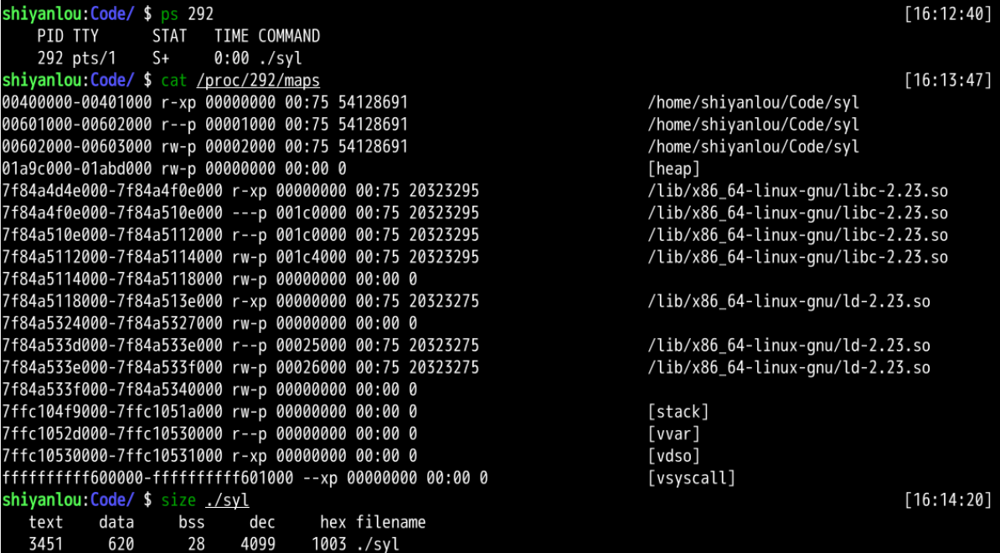 shiyanlou:Code/ $ ps 292 [16:12:40]
PID TTY STAT TIME COMMAND
292 pts/1 S+ 0:00 ./syl
shiyanlou:Code/ $ cat /proc/292/maps [16:13:47]
00400000-00401000 r-xp 00000000 00:75 54128691 /home/shiyanlou/Code/syl
00601000-00602000 r--p 00001000 00:75 54128691 /home/shiyanlou/Code/syl
00602000-00603000 rw-p 00002000 00:75 54128691 /home/shiyanlou/Code/syl
01a9c000-01abd000 rw-p 00000000 00:00 0 [heap]
7f84a4d4e000-7f84a4f0e000 r-xp 00000000 00:75 20323295 /lib/x86_64-linux-gnu/libc-2.23.so
7f84a4f0e000-7f84a510e000 ---p 001c0000 00:75 20323295 /lib/x86_64-linux-gnu/libc-2.23.so
7f84a510e000-7f84a5112000 r--p 001c0000 00:75 20323295 /lib/x86_64-linux-gnu/libc-2.23.so
7f84a5112000-7f84a5114000 rw-p 001c4000 00:75 20323295 /lib/x86_64-linux-gnu/libc-2.23.so
7f84a5114000-7f84a5118000 rw-p 00000000 00:00 0
7f84a5118000-7f84a513e000 r-xp 00000000 00:75 20323275 /lib/x86_64-linux-gnu/ld-2.23.so
7f84a5324000-7f84a5327000 rw-p 00000000 00:00 0
7f84a533d000-7f84a533e000 r--p 00025000 00:75 20323275 /lib/x86_64-linux-gnu/ld-2.23.so
7f84a533e000-7f84a533f000 rw-p 00026000 00:75 20323275 /lib/x86_64-linux-gnu/ld-2.23.so
7f84a533f000-7f84a5340000 rw-p 00000000 00:00 0
7ffc104f9000-7ffc1051a000 rw-p 00000000 00:00 0 [stack]
7ffc1052d000-7ffc10530000 r--p 00000000 00:00 0 [vvar]
7ffc10530000-7ffc10531000 r-xp 00000000 00:00 0 [vdso]
ffffffffff600000-ffffffffff601000 --xp 00000000 00:00 0 [vsyscall]
shiyanlou:Code/ $ size ./syl [16:14:20]
text data bss dec hex filename
3451 620 28 4099 1003 ./syl